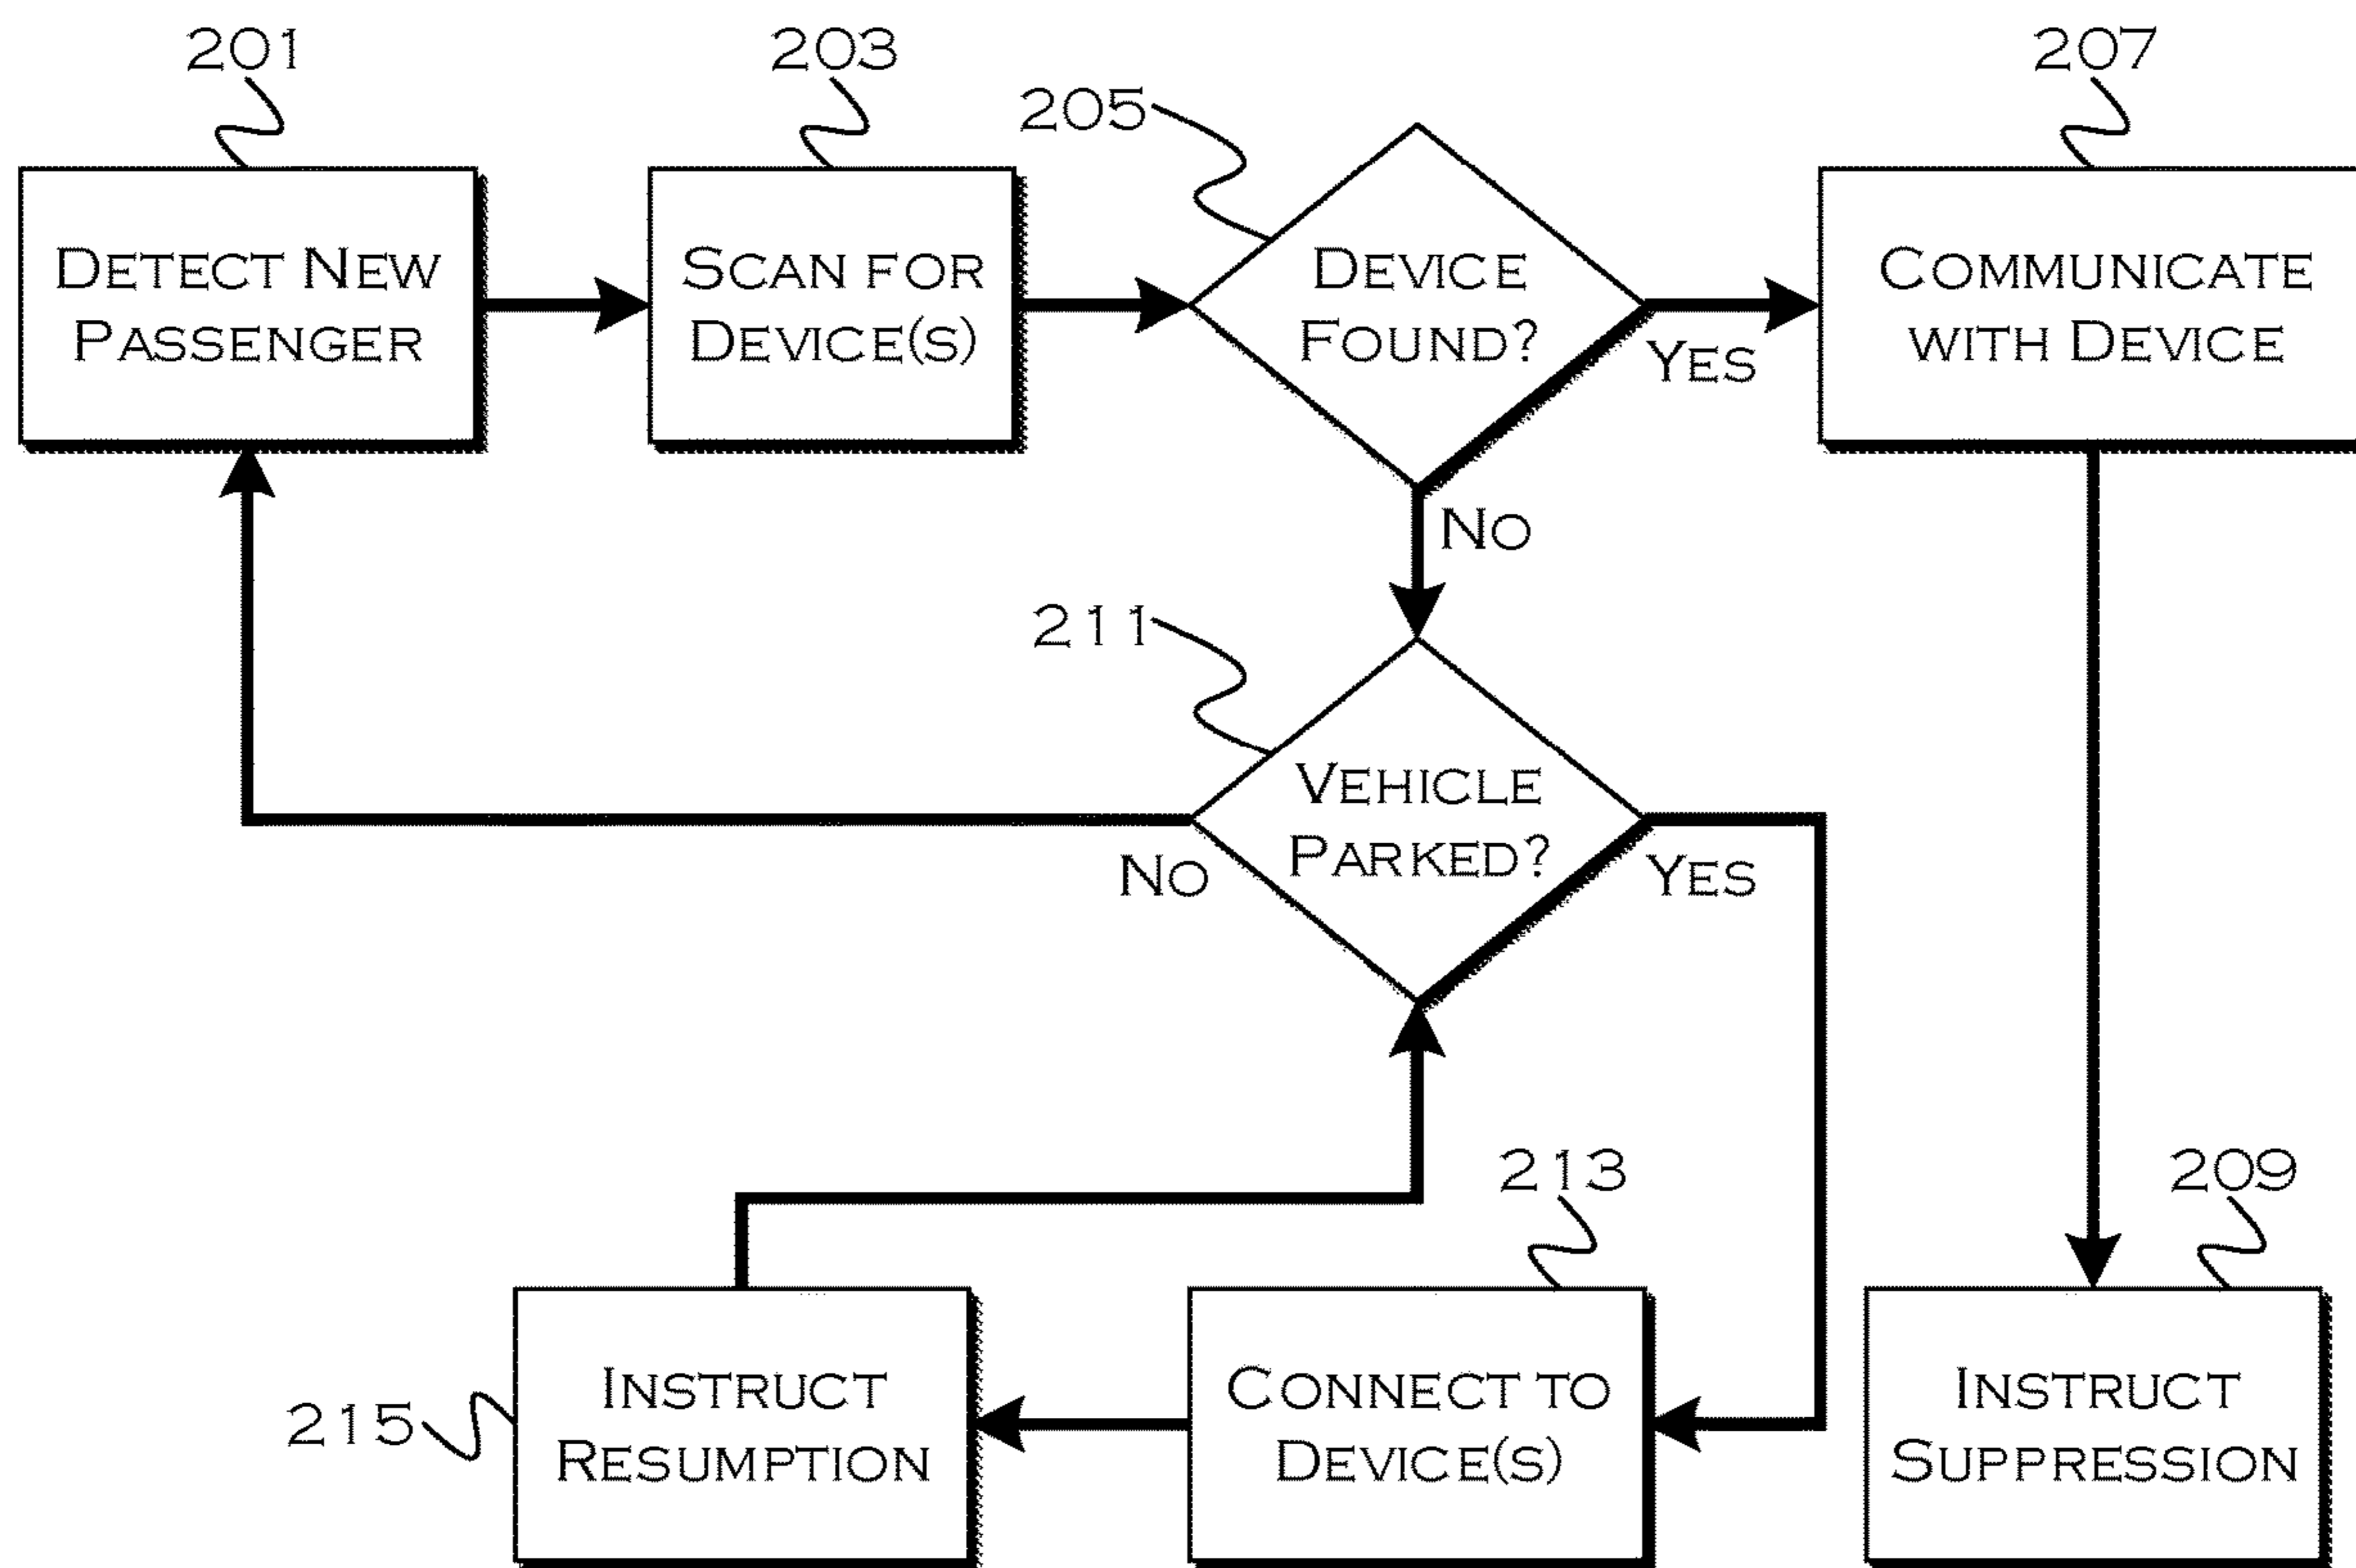 201
203
205
207
DETECT NEW
PASSENGER
SCAN FOR
DEVICE(S)
DEVICE
FOUND?
YES
COMMUNICATE
WITH DEVICE
NO
211
VEHICLE
PARKED?
NO
YES
213
209
215
INSTRUCT
RESUMPTION
CONNECT TO
DEVICE(S)
INSTRUCT
SUPPRESSION